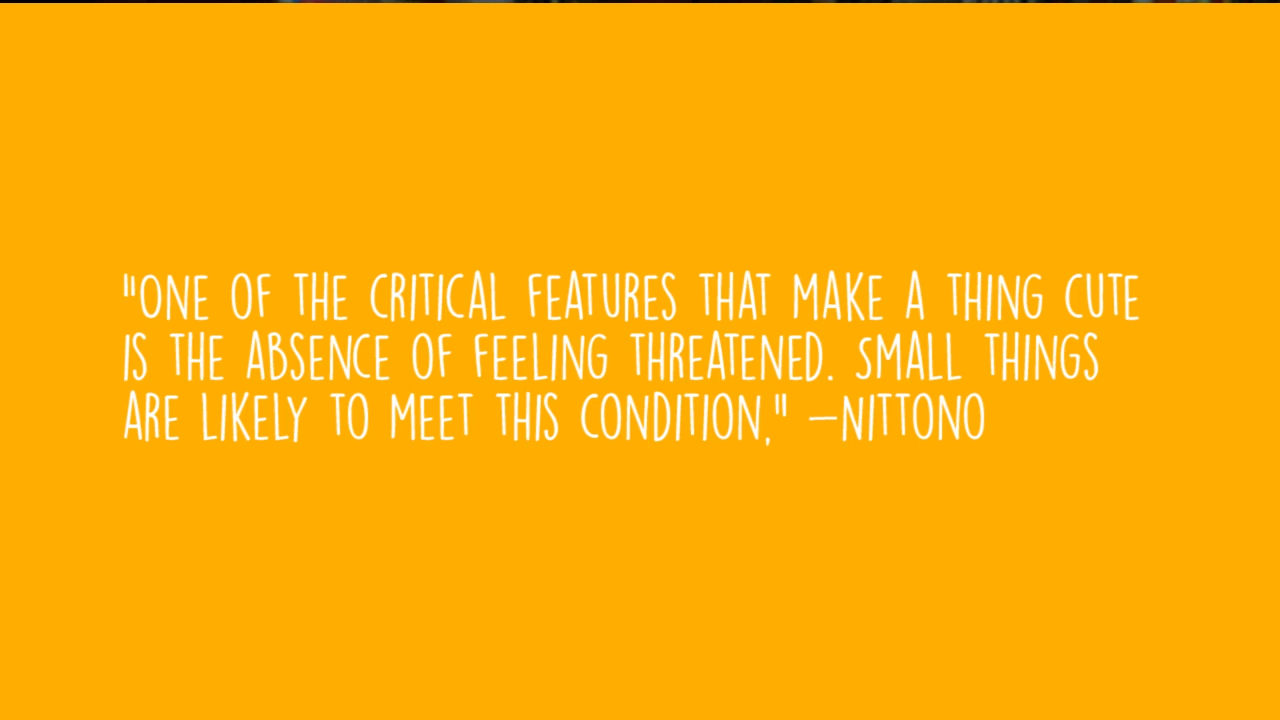 "ONE OF THE CRITICAL FEATURES THAT MAKE A THING CUTE
IS THE ABSENCE OF FEELING THREATENED. SMALL THINGS
ARE LIKELY TO MEET THIS CONDITION," –NITTONO